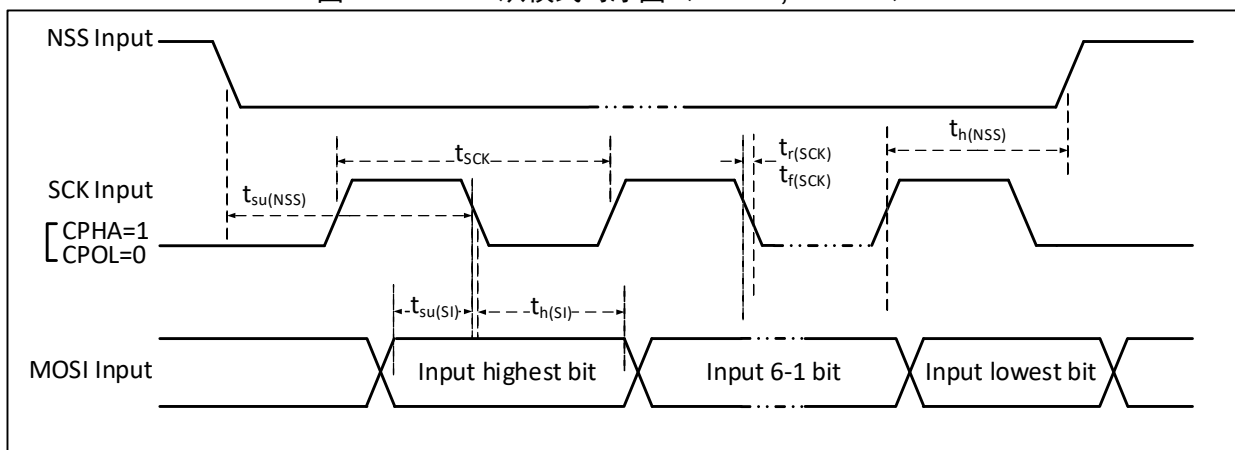 NSS Input
t_h(NSS)
t_SCK
t_r(SCK)
t_f(SCK)
SCK Input
t_su(NSS)
CPHA=1
CPOL=0
t_su(SI)
t_h(SI)
MOSI Input
Input highest bit
Input 6-1 bit
Input lowest bit